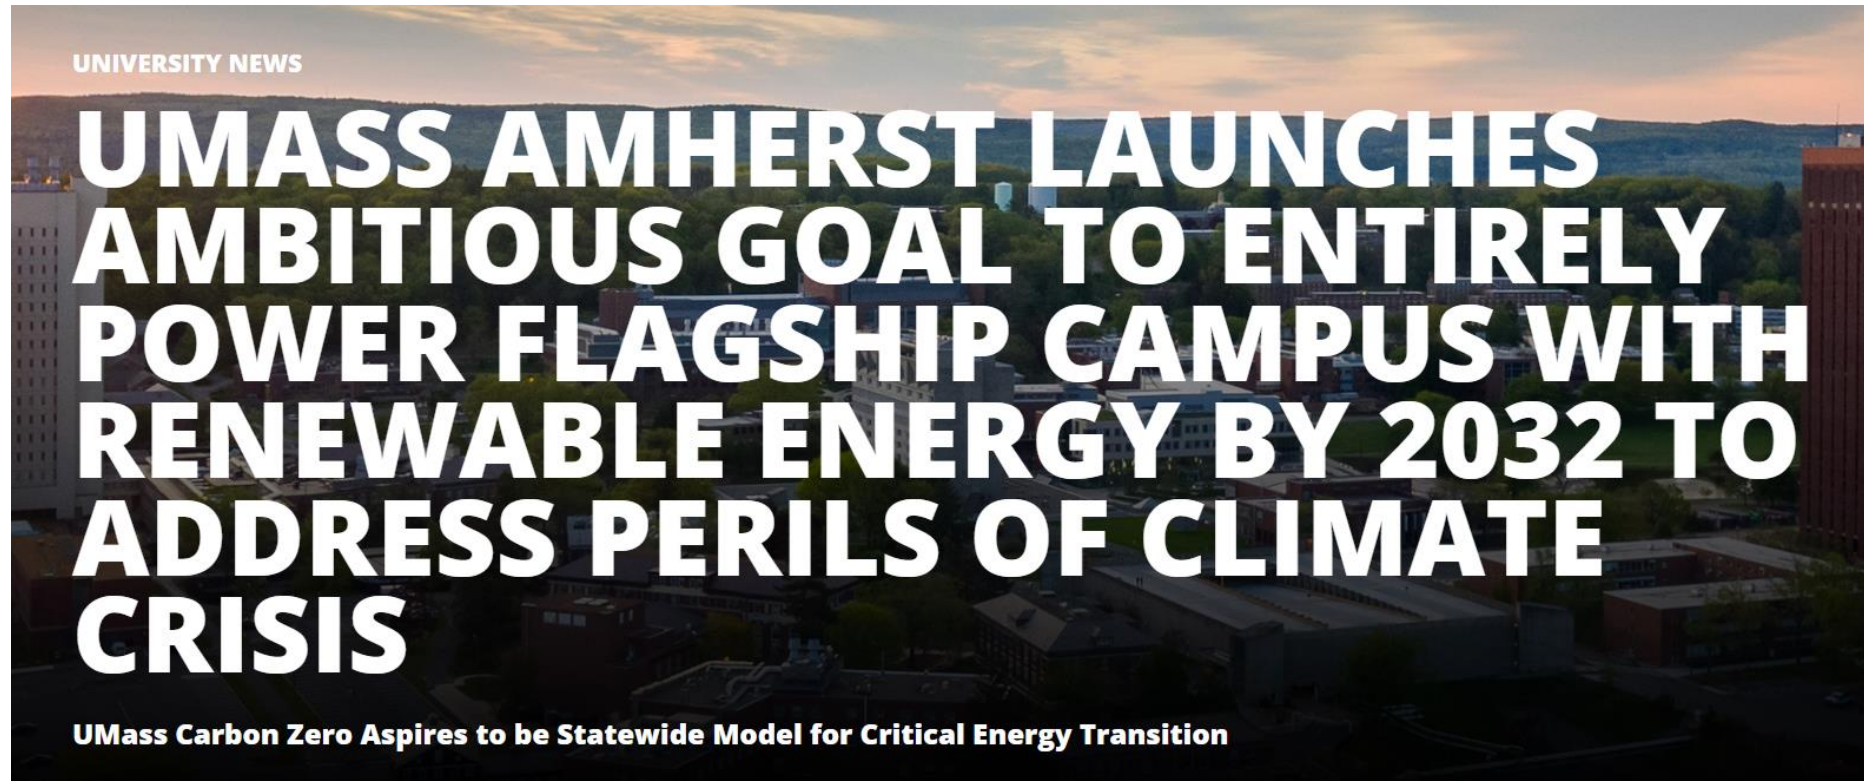 UNIVERSITY NEWS
UMASS AMHERST LAUNCHES
AMBITIOUS GOAL TO ENTIRELY
POWER FLAGSHIP CAMPUS WITH
RENEWABLE ENERGY BY 2032 TO
ADDRESS PERILS OF CLIMATE
CRISIS
UMass Carbon Zero Aspires to be Statewide Model for Critical Energy Transition